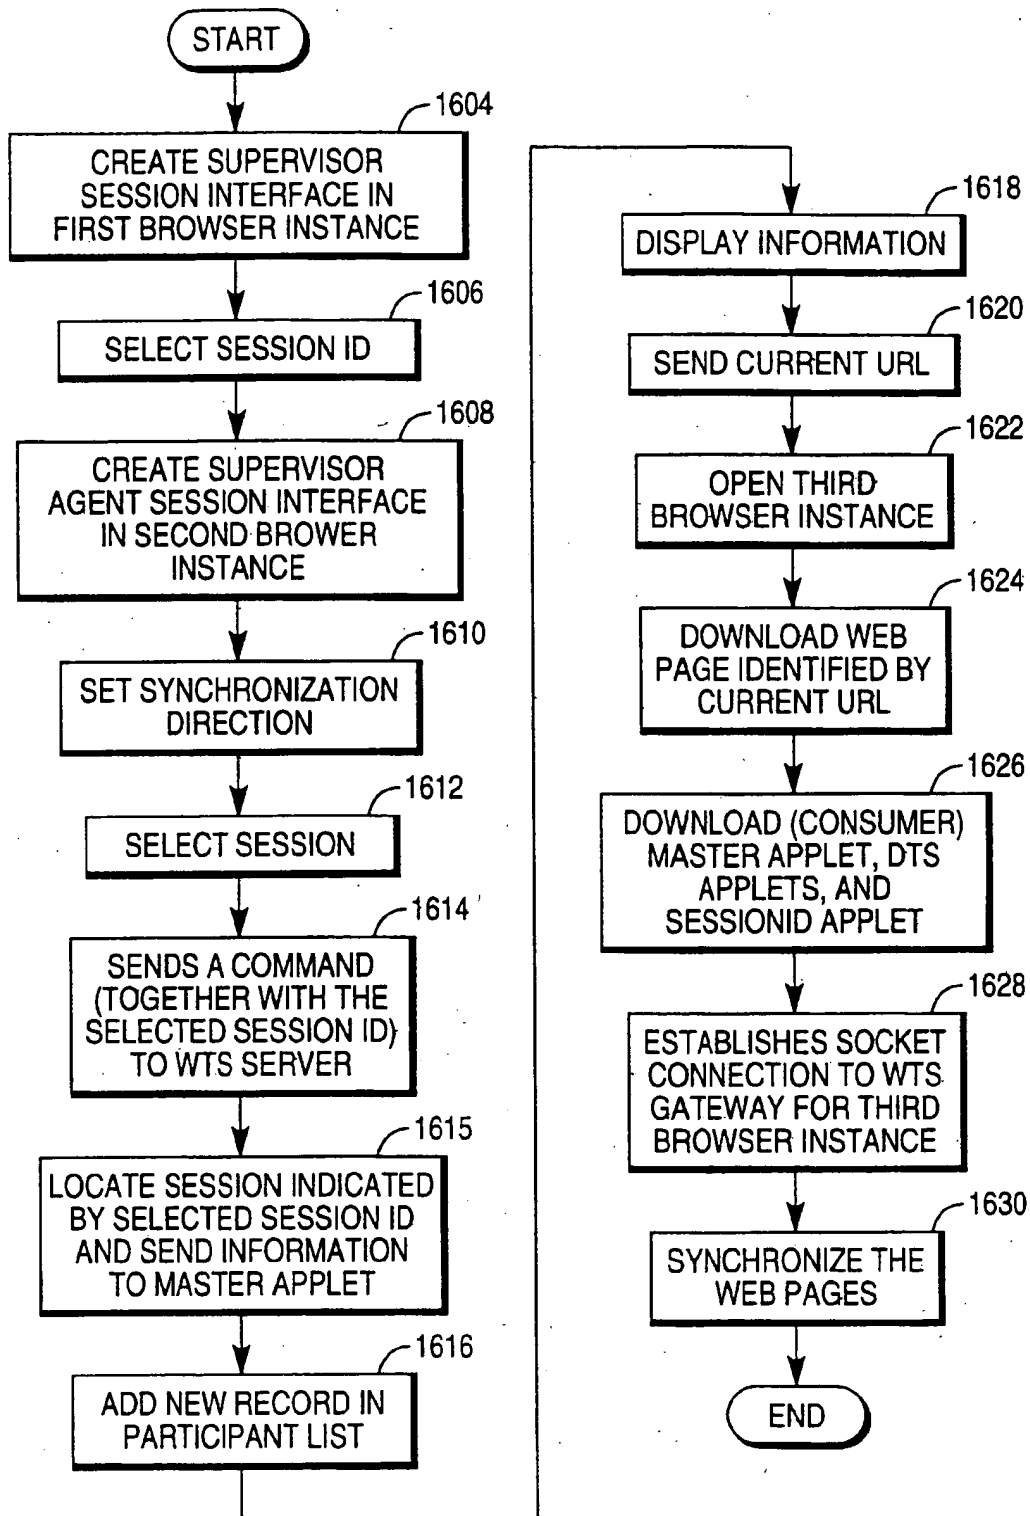 START
1604
CREATE SUPERVISOR
SESSION INTERFACE IN
FIRST BROWSER INSTANCE
1606
SELECT SESSION ID
1608
CREATE SUPERVISOR
AGENT SESSION INTERFACE
IN SECOND BROWER
INSTANCE
1610
SET SYNCHRONIZATION
DIRECTION
1612
SELECT SESSION
1614
SENDS A COMMAND
(TOGETHER WITH THE
SELECTED SESSION ID)
TO WTS SERVER
1615
LOCATE SESSION INDICATED
BY SELECTED SESSION ID
AND SEND INFORMATION
TO MASTER APPLET
1616
ADD NEW RECORD IN
PARTICIPANT LIST
1618
DISPLAY INFORMATION
1620
SEND CURRENT URL
1622
OPEN THIRD
BROWSER INSTANCE
1624
DOWNLOAD WEB
PAGE IDENTIFIED BY
CURRENT URL
1626
DOWNLOAD (CONSUMER)
MASTER APPLET, DTS
APPLETS, AND
SESSIONID APPLET
1628
ESTABLISHES SOCKET
CONNECTION TO WTS
GATEWAY FOR THIRD
BROWSER INSTANCE
1630
SYNCHRONIZE THE
WEB PAGES
END